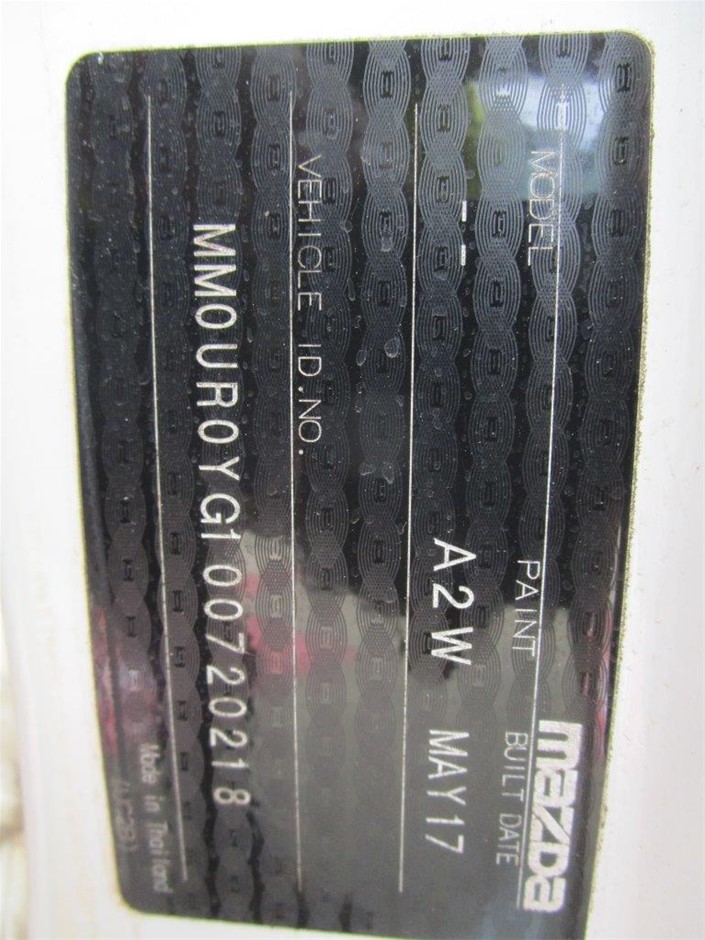 mazda
MODEL PAINT BUILT DATE
-- A2W MAY17
VEHICLE ID.NO.
MM0UR0YG100720218
Made in Thailand